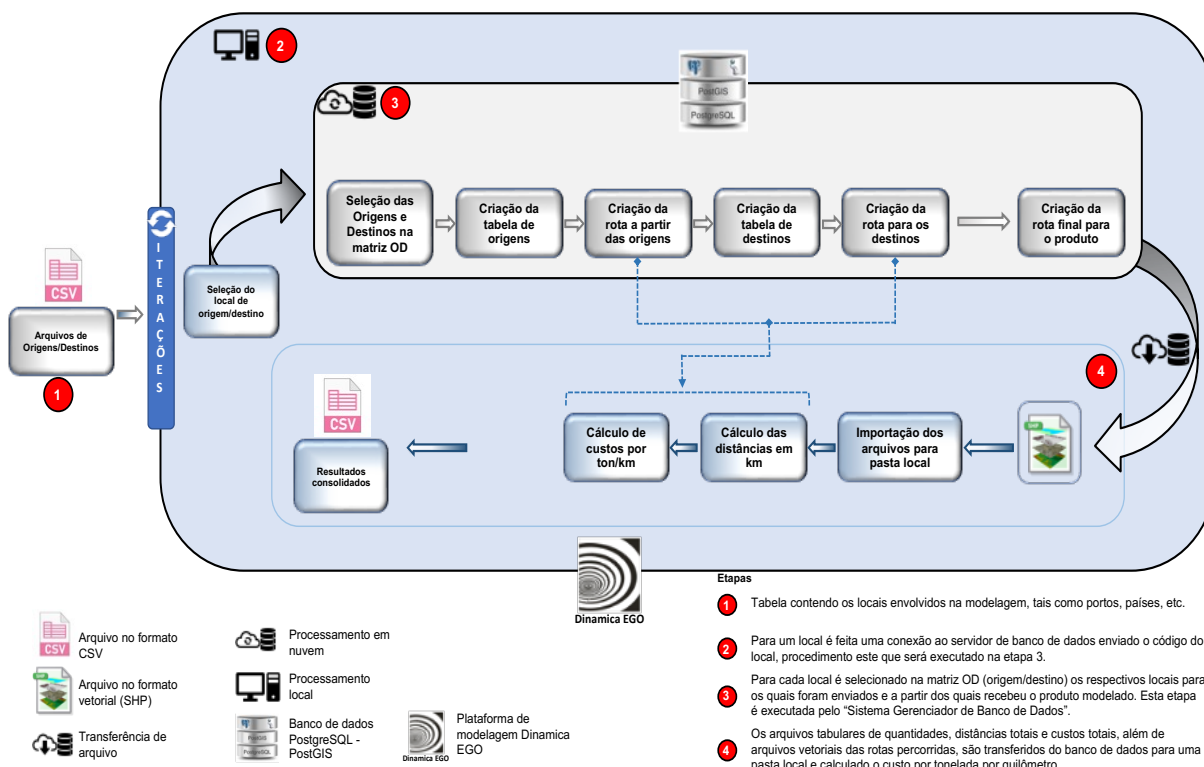 2
PostGIS
PostgreSQL
3
Seleção das
Origens e
Destinos na
matriz OD
Criação da
tabela de
origens
Criação da
rota a partir
das origens
Criação da
tabela de
destinos
Criação da
rota para os
destinos
Criação da
rota final para
o produto
I
T
E
R
A
Ç
Õ
E
S
CSV
Arquivos de
Origens/Destinos
1
Seleção do
local de
origem/destino
4
CSV
Resultados
consolidados
Cálculo de
custos por
ton/km
Cálculo das
distâncias em
km
Importação dos
arquivos para
pasta local
Dinamica EGO
CSV
Arquivo no formato
CSV
Arquivo no formato
vetorial (SHP)
Transferência de
arquivo
Processamento em
nuvem
Processamento
local
PostGIS
PostgreSQL
Banco de dados
PostgreSQL -
PostGIS
Dinamica EGO
Plataforma de
modelagem Dinamica
EGO
Etapas
1 Tabela contendo os locais envolvidos na modelagem, tais como portos, países, etc.
2 Para um local é feita uma conexão ao servidor de banco de dados enviado o código do
local, procedimento este que será executado na etapa 3.
3 Para cada local é selecionado na matriz OD (origem/destino) os respectivos locais para
os quais foram enviados e a partir dos quais recebeu o produto modelado. Esta etapa
é executada pelo “Sistema Gerenciador de Banco de Dados”.
4 Os arquivos tabulares de quantidades, distâncias totais e custos totais, além de
arquivos vetoriais das rotas percorridas, são transferidos do banco de dados para uma
pasta local e calculado o custo por tonelada por quilômetro.